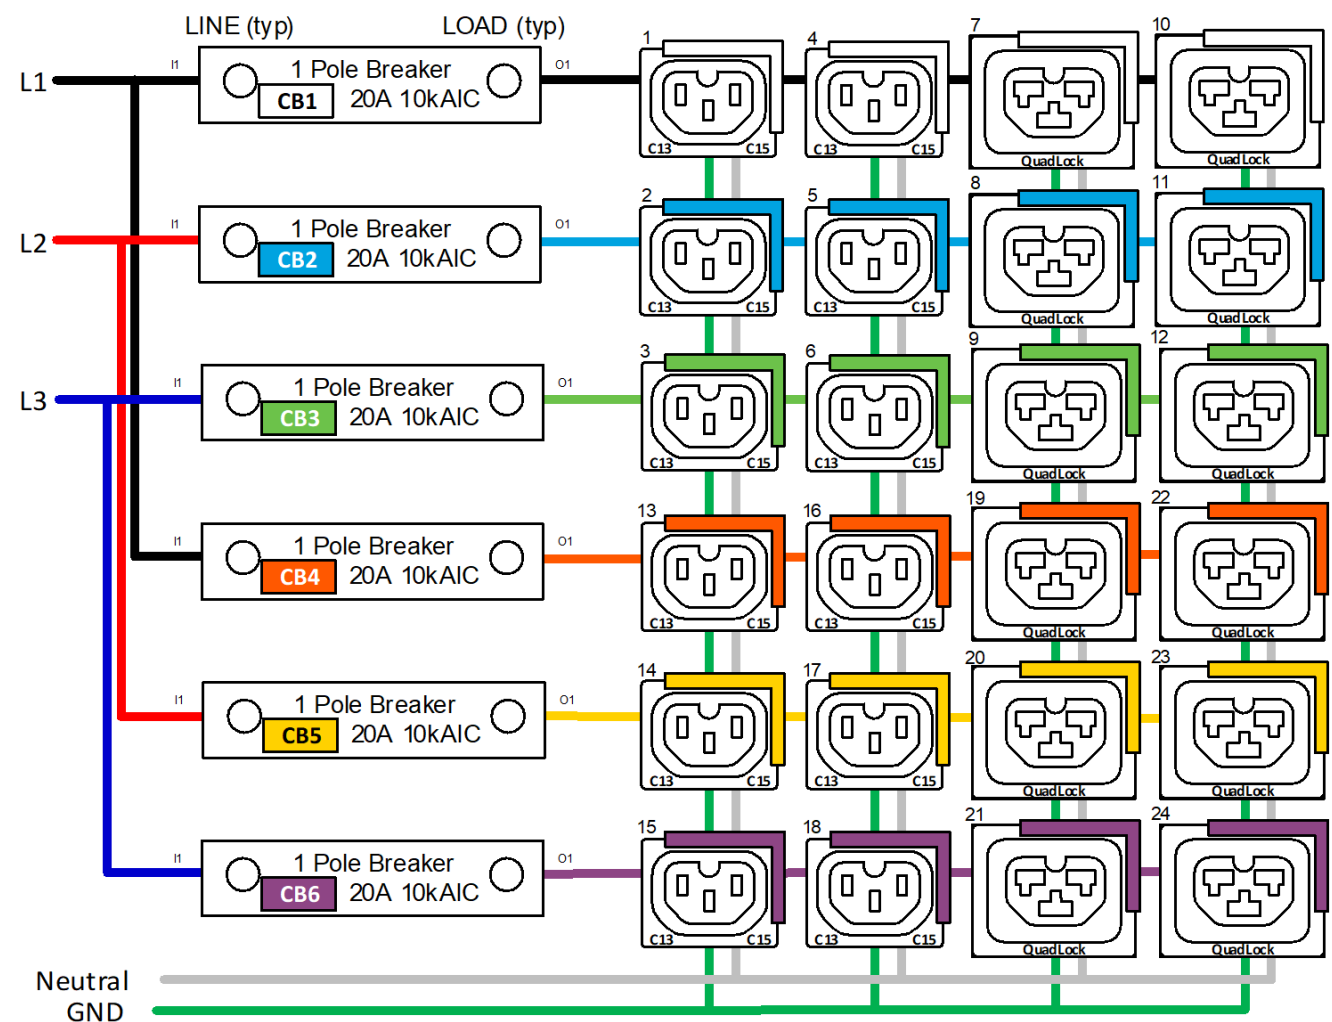 LINE (typ) LOAD (typ)
1 4 7 10
L1 I1 1 Pole Breaker O1
CB1 20A 10kAIC
C13 C15 C13 C15 QuadLock QuadLock
2 5 8 11
L2 I1 1 Pole Breaker O1
CB2 20A 10kAIC
C13 C15 C13 C15 QuadLock QuadLock
3 6 9 12
L3 I1 1 Pole Breaker O1
CB3 20A 10kAIC
C13 C15 C13 C15 QuadLock QuadLock
13 16 19 22
I1 1 Pole Breaker O1
CB4 20A 10kAIC
C13 C15 C13 C15 QuadLock QuadLock
14 17 20 23
I1 1 Pole Breaker O1
CB5 20A 10kAIC
C13 C15 C13 C15 QuadLock QuadLock
15 18 21 24
I1 1 Pole Breaker O1
CB6 20A 10kAIC
C13 C15 C13 C15 QuadLock QuadLock
Neutral
GND